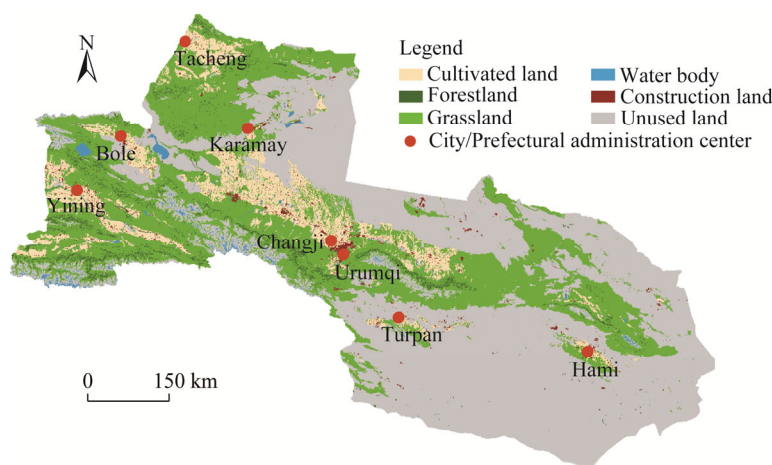 N
Legend
Cultivated land
Water body
Forestland
Construction land
Grassland
Unused land
City/Prefectural administration center
Tacheng
Karamay
Bole
Yining
Changji
Urumqi
Turpan
Hami
0 150 km